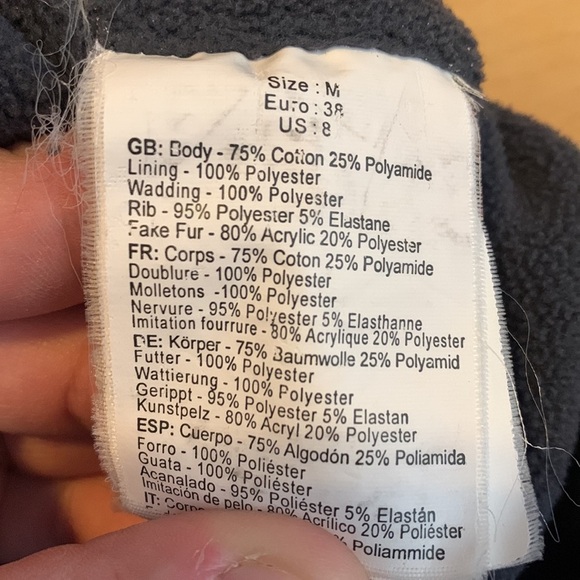 Size : M
Euro : 38
US : 8
GB: Body - 75% Cotton 25% Polyamide
Lining - 100% Polyester
Wadding - 100% Polyester
Rib - 95% Polyester 5% Elastane
Fake Fur - 80% Acrylic 20% Polyester
FR: Corps - 75% Coton 25% Polyamide
Doublure - 100% Polyester
Molletons -100% Polyester
Nervure - 95% Polyester 5% Elasthanne
Imitation fourrure - 80% Acrylique 20% Polyester
DE: Körper - 75% Baumwolle 25% Polyamid
Futter - 100% Polyester
Wattierung - 100% Polyester
Gerippt - 95% Polyester 5% Elastan
Kunstpelz - 80% Acryl 20% Polyester
ESP: Cuerpo - 75% Algodón 25% Poliamida
Forro - 100% Poliéster
Guata - 100% Poliéster
Acanalado - 95% Poliéster 5% Elastán
Imitación de pelo - 80% Acrílico 20% Poliéster
IT: Corpo Poliammide